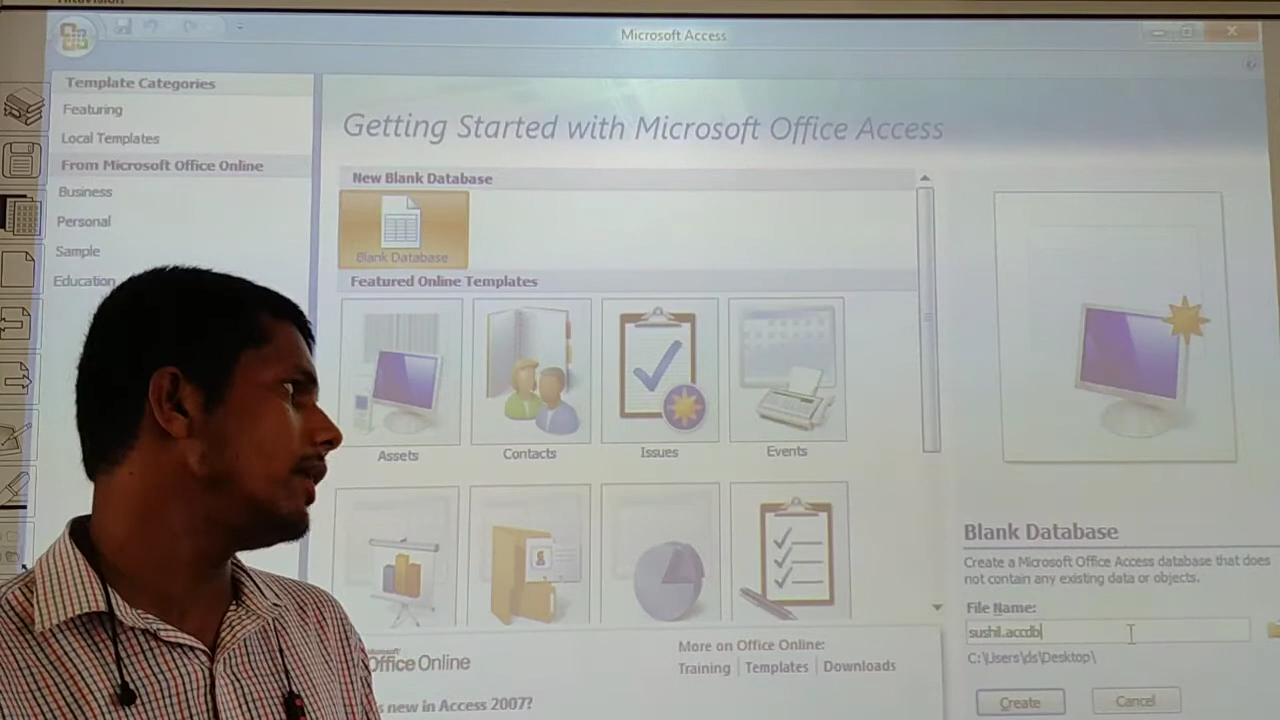 Microsoft Access
Template Categories
Featuring
Local Templates
From Microsoft Office Online
Business
Personal
Sample
Education
Getting Started with Microsoft Office Access
New Blank Database
Blank Database
Featured Online Templates
Assets
Contacts
Issues
Events
Blank Database
Create a Microsoft Office Access database that does
not contain any existing data or objects.
File Name:
sushil.accdb
C:\Users\ds\Desktop\
Create
Cancel
Microsoft
Office Online
More on Office Online:
Training | Templates | Downloads
new in Access 2007?